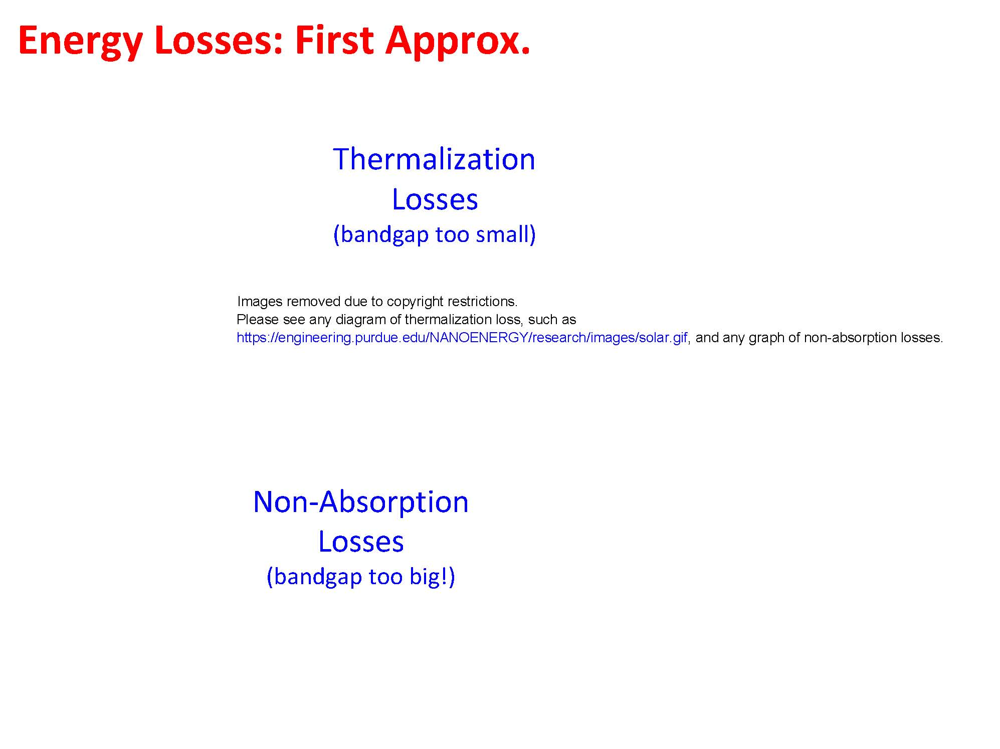 Energy Losses: First Approx.
Thermalization
Losses
(bandgap too small)
Images removed due to copyright restrictions.
Please see any diagram of thermalization loss, such as
https://engineering.purdue.edu/NANOENERGY/research/images/solar.gif, and any graph of non-absorption losses.
Non-Absorption
Losses
(bandgap too big!)